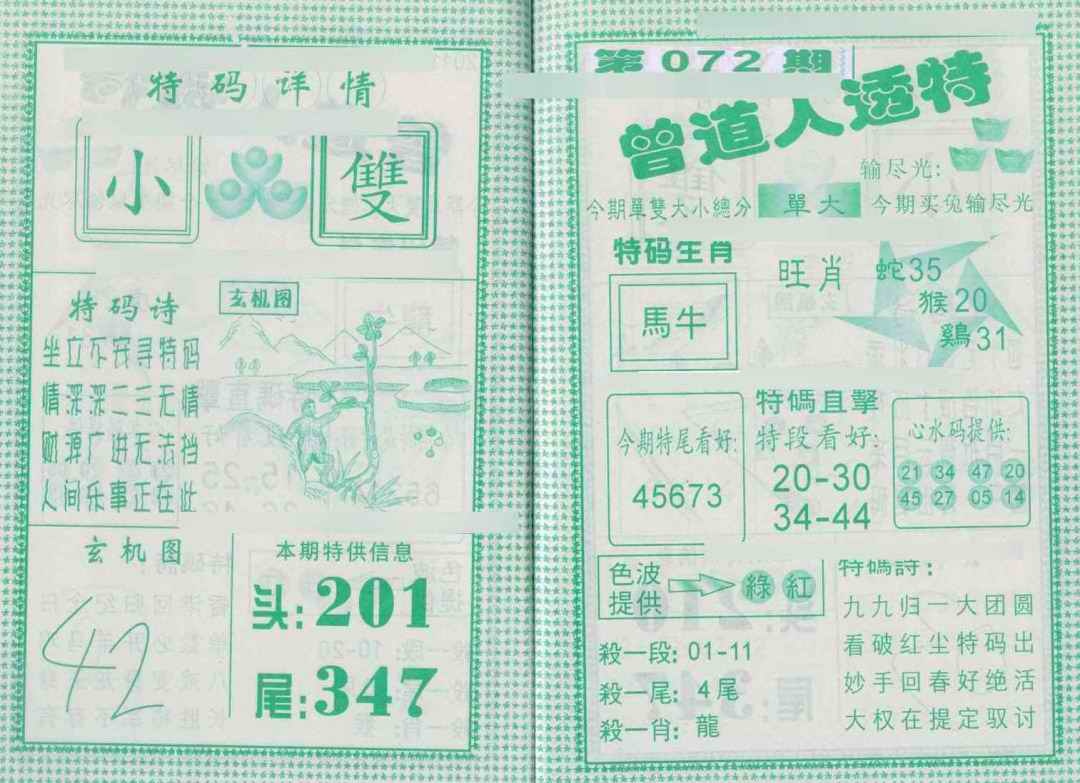 特码详情
小
雙
特码诗
坐立不安寻特码
情深深二三无情
财源广进无法挡
人间乐事正在此
玄机图
玄机图
42
本期特供信息
头:201
尾:347
第072期
曾道人透特
输尽光:
今期單雙大小總分 單大 今期买兔输尽光
特码生肖
馬牛
旺肖
蛇35
猴20
鷄31
今期特尾看好:
45673
特碼直擊
特段看好:
20-30
34-44
心水码提供:
21 34 47 20
45 27 05 14
色波
提供
綠 紅
殺一段: 01-11
殺一尾: 4尾
殺一肖: 龍
特碼詩:
九九归一大团圆
看破红尘特码出
妙手回春好绝活
大权在提定驭讨